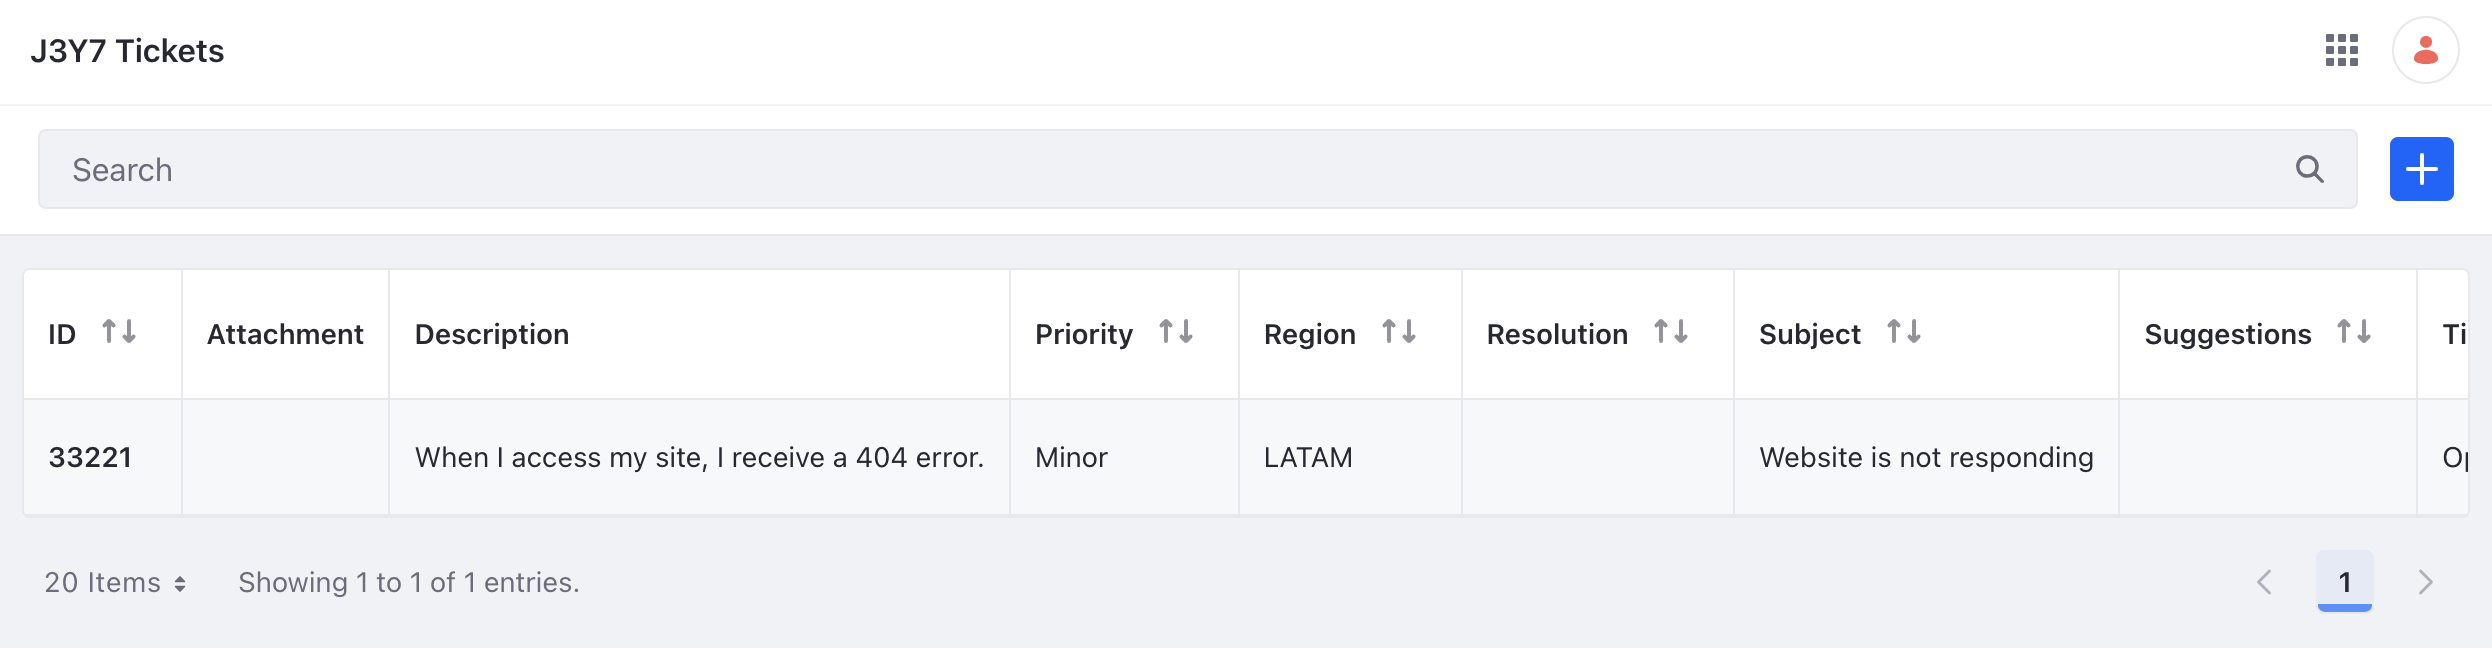 J3Y7 Tickets
Search
ID Attachment Description Priority Region Resolution Subject Suggestions Ti
33221 When I access my site, I receive a 404 error. Minor LATAM Website is not responding Op
20 Items Showing 1 to 1 of 1 entries. 1